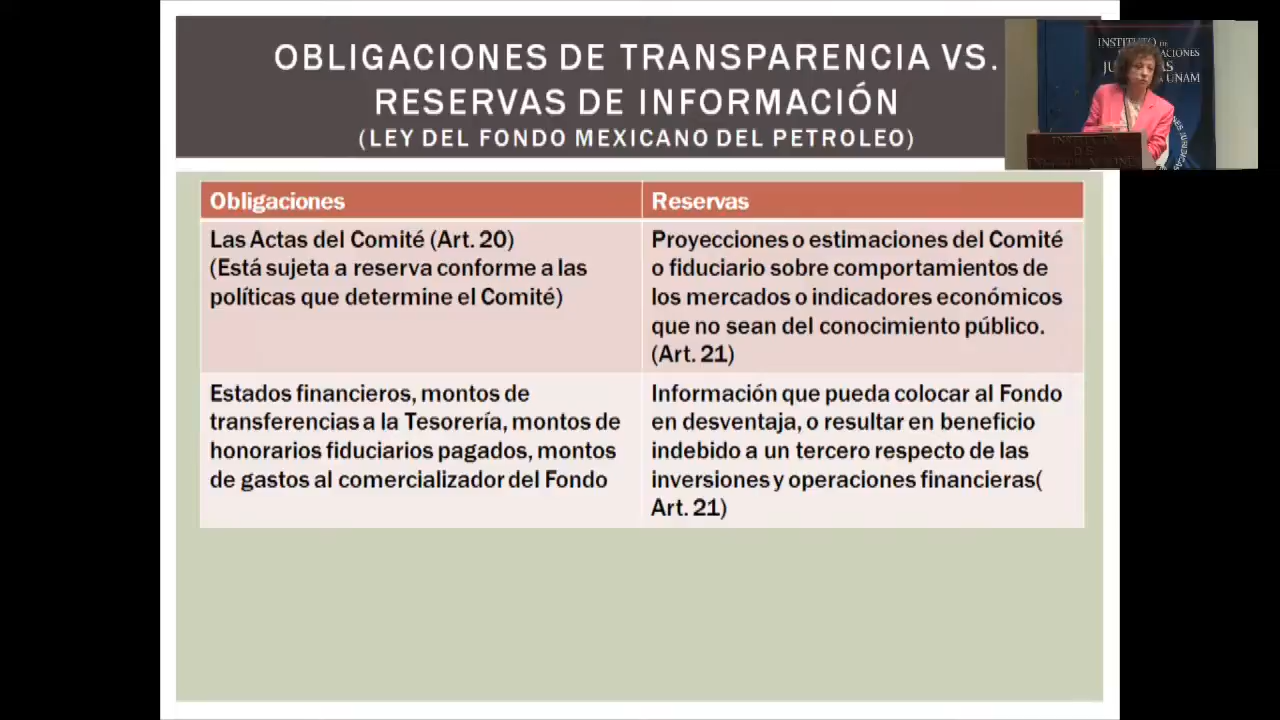 OBLIGACIONES DE TRANSPARENCIA VS.
RESERVAS DE INFORMACIÓN
(LEY DEL FONDO MEXICANO DEL PETROLEO)
INSTITUTO DE
JU
UNAM
INSTITUTO
Obligaciones
Reservas
Las Actas del Comité (Art. 20)
(Está sujeta a reserva conforme a las
políticas que determine el Comité)
Proyecciones o estimaciones del Comité
o fiduciario sobre comportamientos de
los mercados o indicadores económicos
que no sean del conocimiento público.
(Art. 21)
Estados financieros, montos de
transferencias a la Tesorería, montos de
honorarios fiduciarios pagados, montos
de gastos al comercializador del Fondo
Información que pueda colocar al Fondo
en desventaja, o resultar en beneficio
indebido a un tercero respecto de las
inversiones y operaciones financieras(
Art. 21)